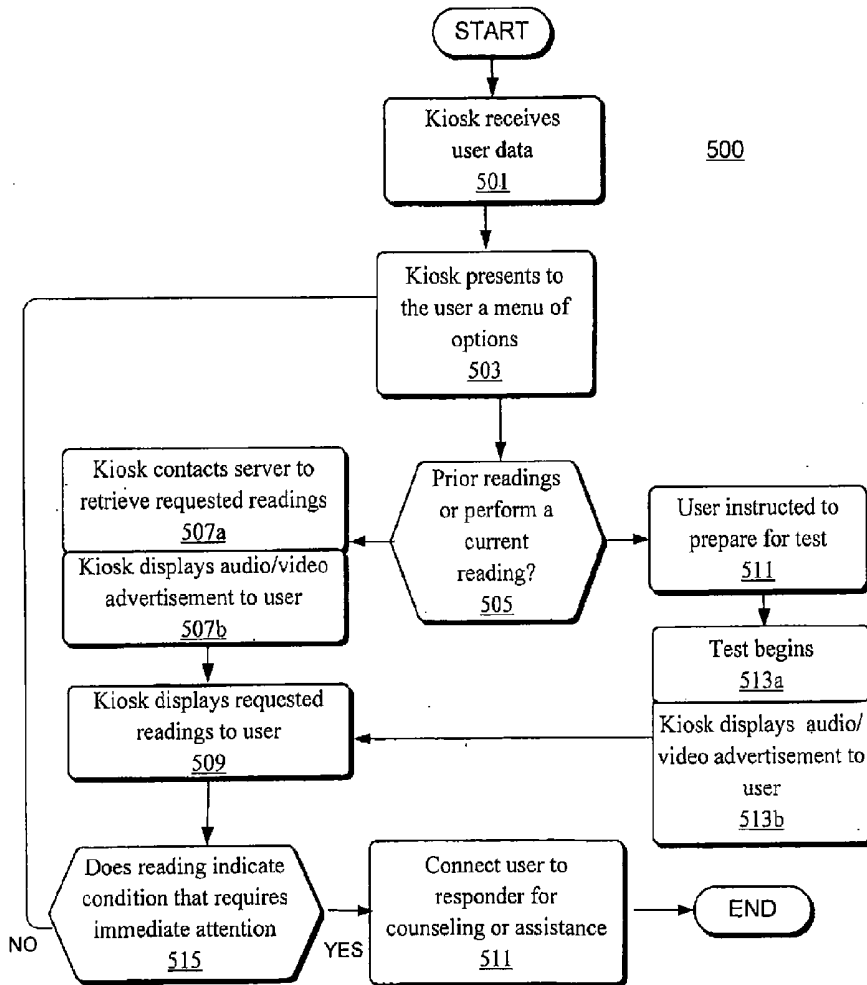 START
Kiosk receives
user data
501
500
Kiosk presents to
the user a menu of
options
503
Kiosk contacts server to
retrieve requested readings
507a
Kiosk displays audio/video
advertisement to user
507b
Prior readings
or perform a
current
reading?
505
User instructed to
prepare for test
511
Test begins
513a
Kiosk displays audio/
video advertisement to
user
513b
Kiosk displays requested
readings to user
509
Does reading indicate
condition that requires
immediate attention
515
NO
YES
Connect user to
responder for
counseling or assistance
511
END